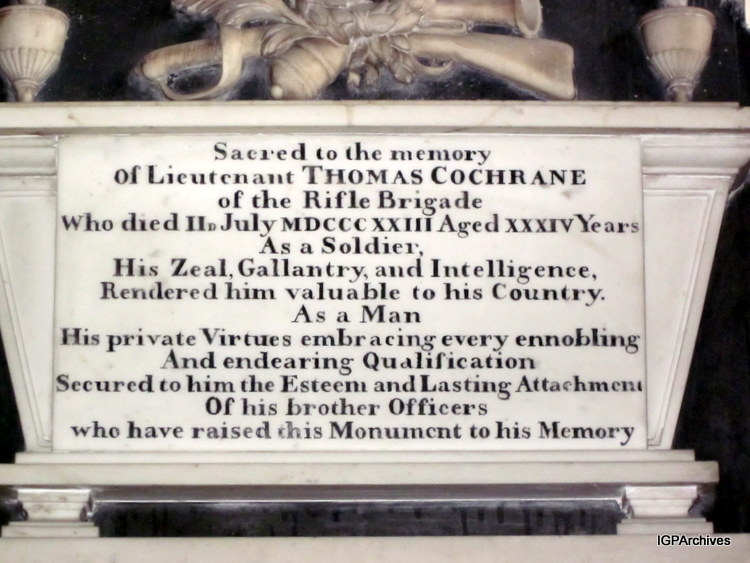 Sacred to the memory
Of Lieutenant THOMAS COCHRANE
of the Rifle Brigade
Who died IID July MDCCCXXIII Aged XXXIV Years
As a Soldier,
His Zeal, Gallantry, and Intelligence,
Rendered him valuable to his Country.
As a Man
His private Virtues embracing every ennobling
And endearing Qualification
Secured to him the Esteem and Lasting Attachment
Of his brother Officers
who have raised this Monument to his Memory
IGPArchives